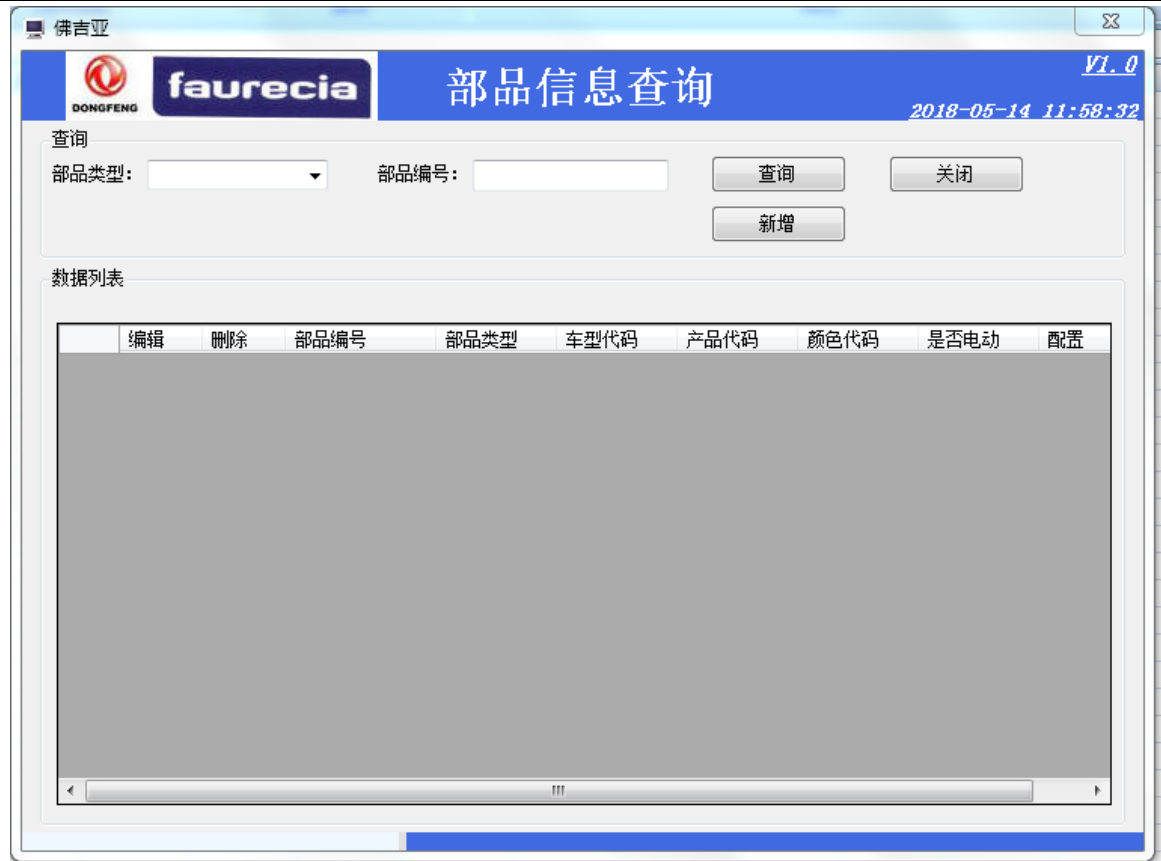 佛吉亚
DONGFENG
faurecia
部品信息查询
V1.0
2018-05-14 11:58:32
查询
部品类型： 部品编号： 查询 关闭
新增
数据列表
编辑 删除 部品编号 部品类型 车型代码 产品代码 颜色代码 是否电动 配置